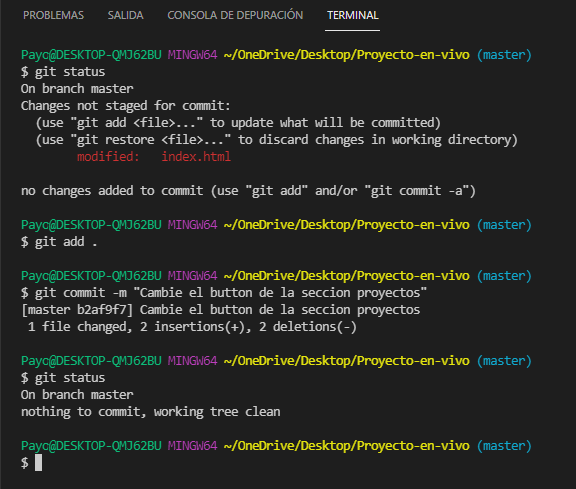 PROBLEMAS SALIDA CONSOLA DE DEPURACIÓN TERMINAL
Payo@DESKTOP-QMJ62BU MINGW64 ~/OneDrive/Desktop/Proyecto-en-vivo (master)
$ git status
On branch master
Changes not staged for commit:
  (use "git add <file>..." to update what will be committed)
  (use "git restore <file>..." to discard changes in working directory)
        modified:   index.html
no changes added to commit (use "git add" and/or "git commit -a")
Payo@DESKTOP-QMJ62BU MINGW64 ~/OneDrive/Desktop/Proyecto-en-vivo (master)
$ git add .
Payo@DESKTOP-QMJ62BU MINGW64 ~/OneDrive/Desktop/Proyecto-en-vivo (master)
$ git commit -m "Cambie el button de la seccion proyectos"
[master b2af9f7] Cambie el button de la seccion proyectos
 1 file changed, 2 insertions(+), 2 deletions(-)
Payo@DESKTOP-QMJ62BU MINGW64 ~/OneDrive/Desktop/Proyecto-en-vivo (master)
$ git status
On branch master
nothing to commit, working tree clean
Payo@DESKTOP-QMJ62BU MINGW64 ~/OneDrive/Desktop/Proyecto-en-vivo (master)
$